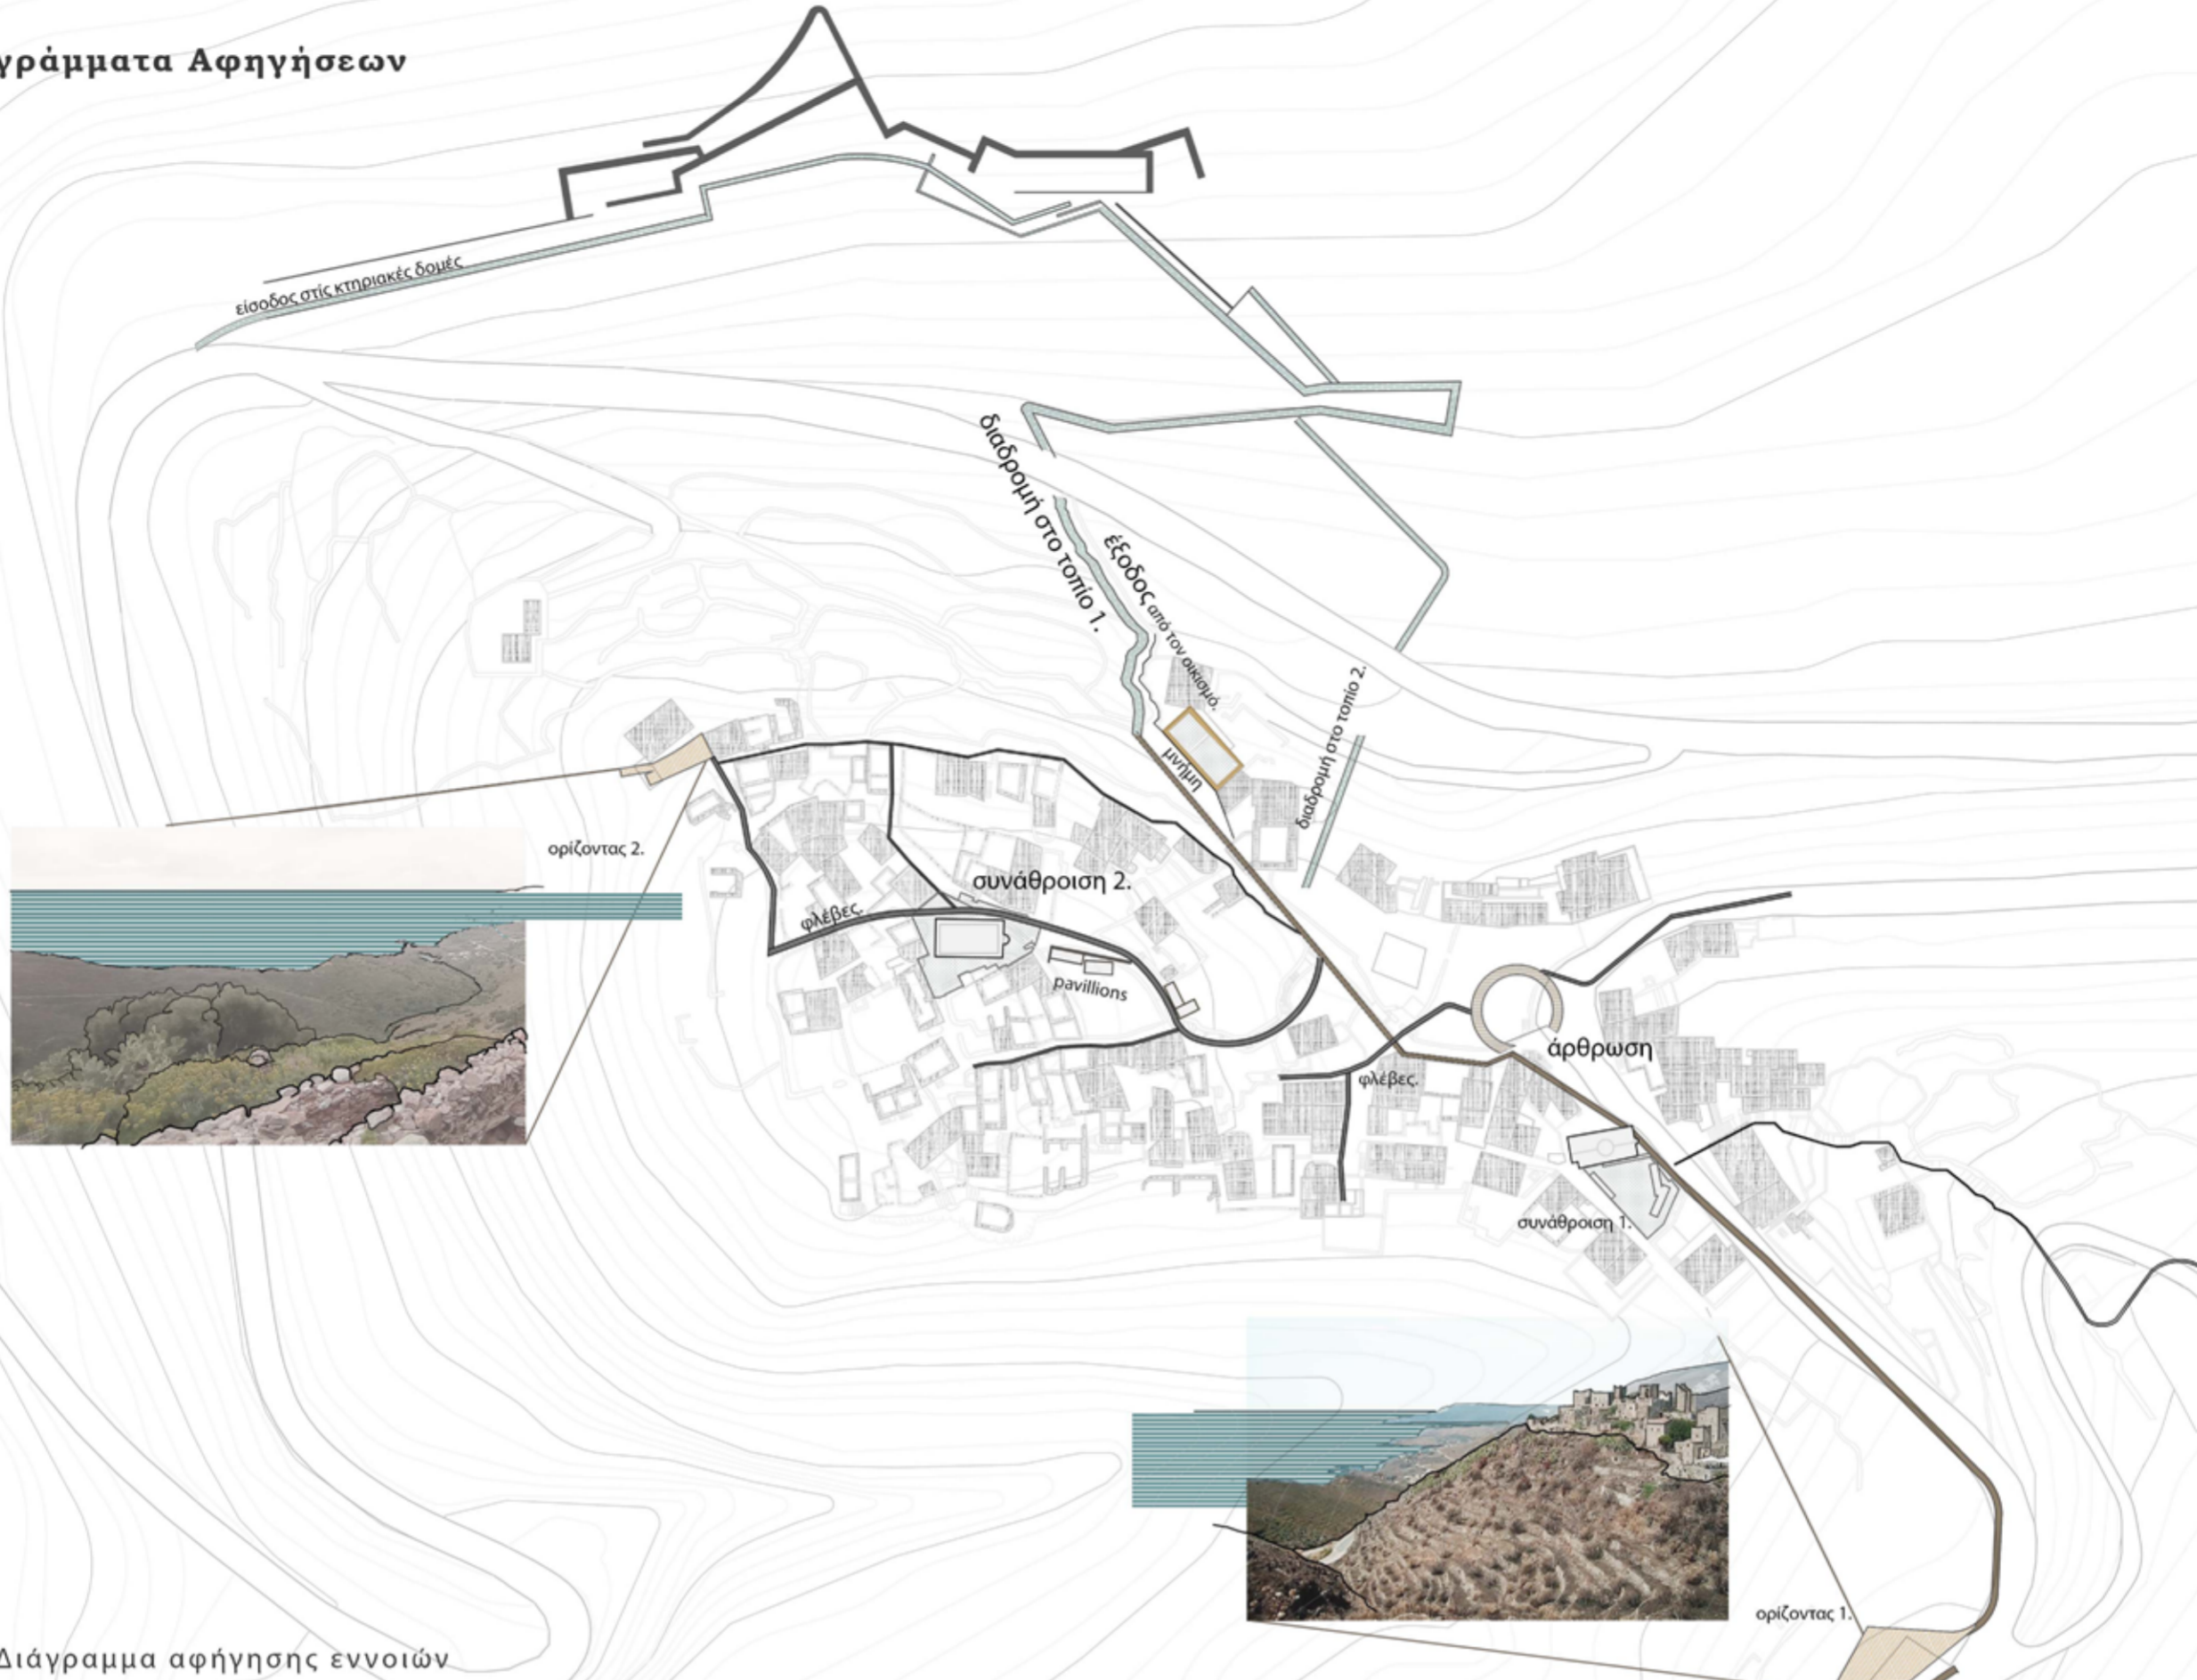 γράμματα Αφηγήσεων
είσοδος στίς κτηριακές δομές
διαδρομή στο τοπίο 1.
έξοδος από τον οικισμό.
μνήμη
διαδρομή στο τοπίο 2.
ορίζοντας 2.
συνάθροιση 2.
φλέβες.
pavillions
άρθρωση
φλέβες.
συνάθροιση 1.
ορίζοντας 1.
Διάγραμμα αφήγησης εννοιών